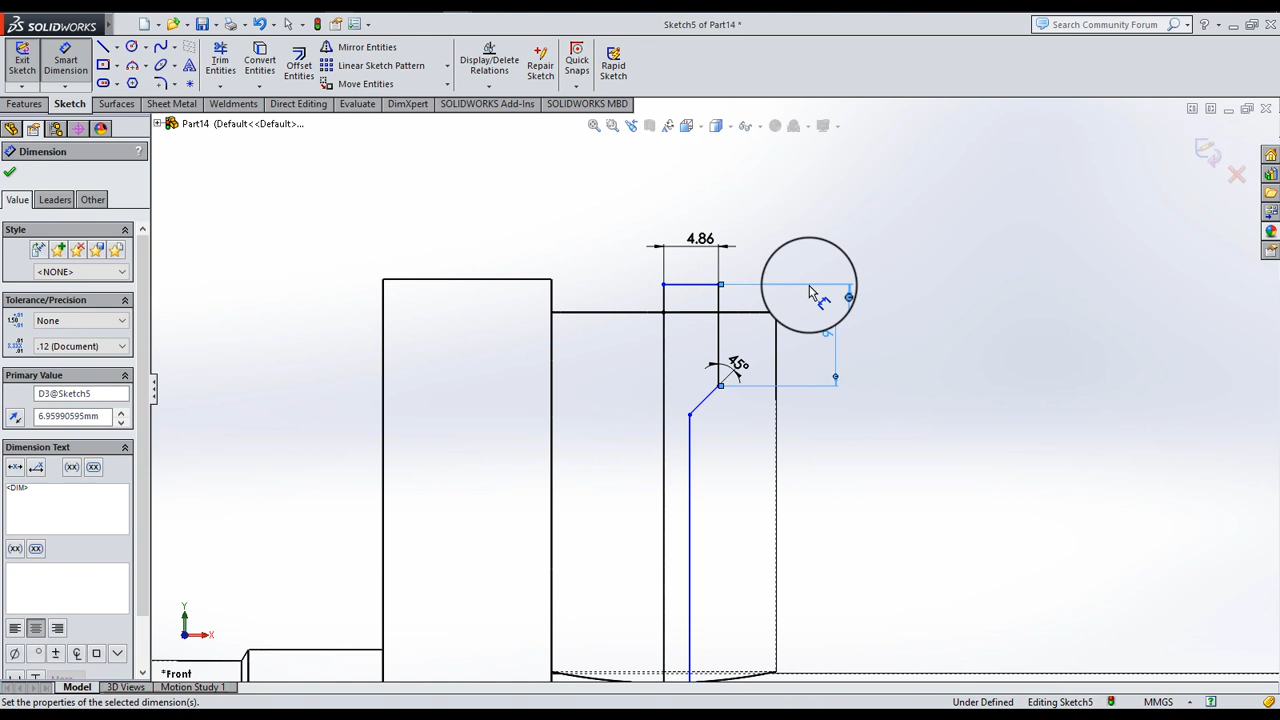 SOLIDWORKS
Sketch5 of Part14 *
Search Community Forum
Exit Sketch
Smart Dimension
Trim Entities
Convert Entities
Offset Entities
Mirror Entities
Linear Sketch Pattern
Move Entities
Display/Delete Relations
Repair Sketch
Quick Snaps
Rapid Sketch
Features
Sketch
Surfaces
Sheet Metal
Weldments
Direct Editing
Evaluate
DimXpert
SOLIDWORKS Add-Ins
SOLIDWORKS MBD
Part14 (Default<<Default>...
Dimension
?
Value
Leaders
Other
Style
<NONE>
Tolerance/Precision
None
.12 (Document)
Primary Value
D3@Sketch5
6.95990595mm
Dimension Text
<DIM>
4.86
45°
Y
X
*Front
Model
3D Views
Motion Study 1
Set the properties of the selected dimension(s).
Under Defined
Editing Sketch5
MMGS